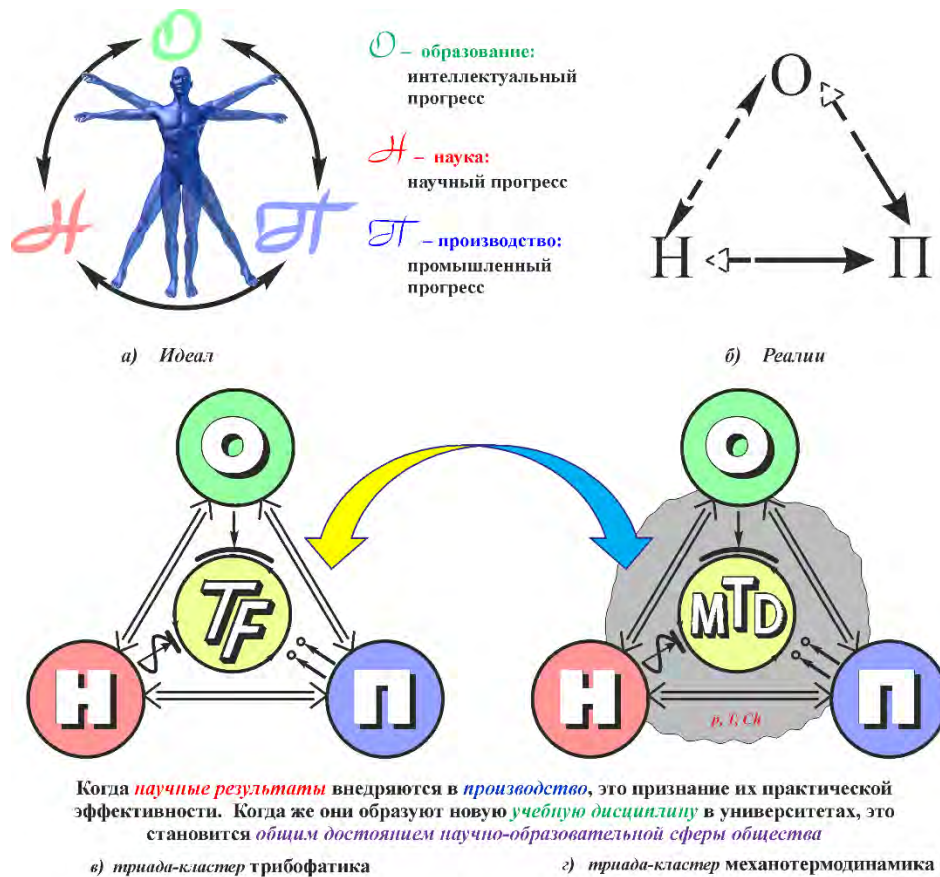 О
О – образование:
интеллектуальный
прогресс
Н
Н – наука:
научный прогресс
П
П – производство:
промышленный
прогресс
О
Н
П
а) Идеал
б) Реалии
О
TF
Н
П
О
MTD
Н
П
p, T, Ch
Когда научные результаты внедряются в производство, это признание их практической
эффективности. Когда же они образуют новую учебную дисциплину в университетах, это
становится общим достоянием научно-образовательной сферы общества
в) триада-кластер трибофатика
г) триада-кластер механотермодинамика